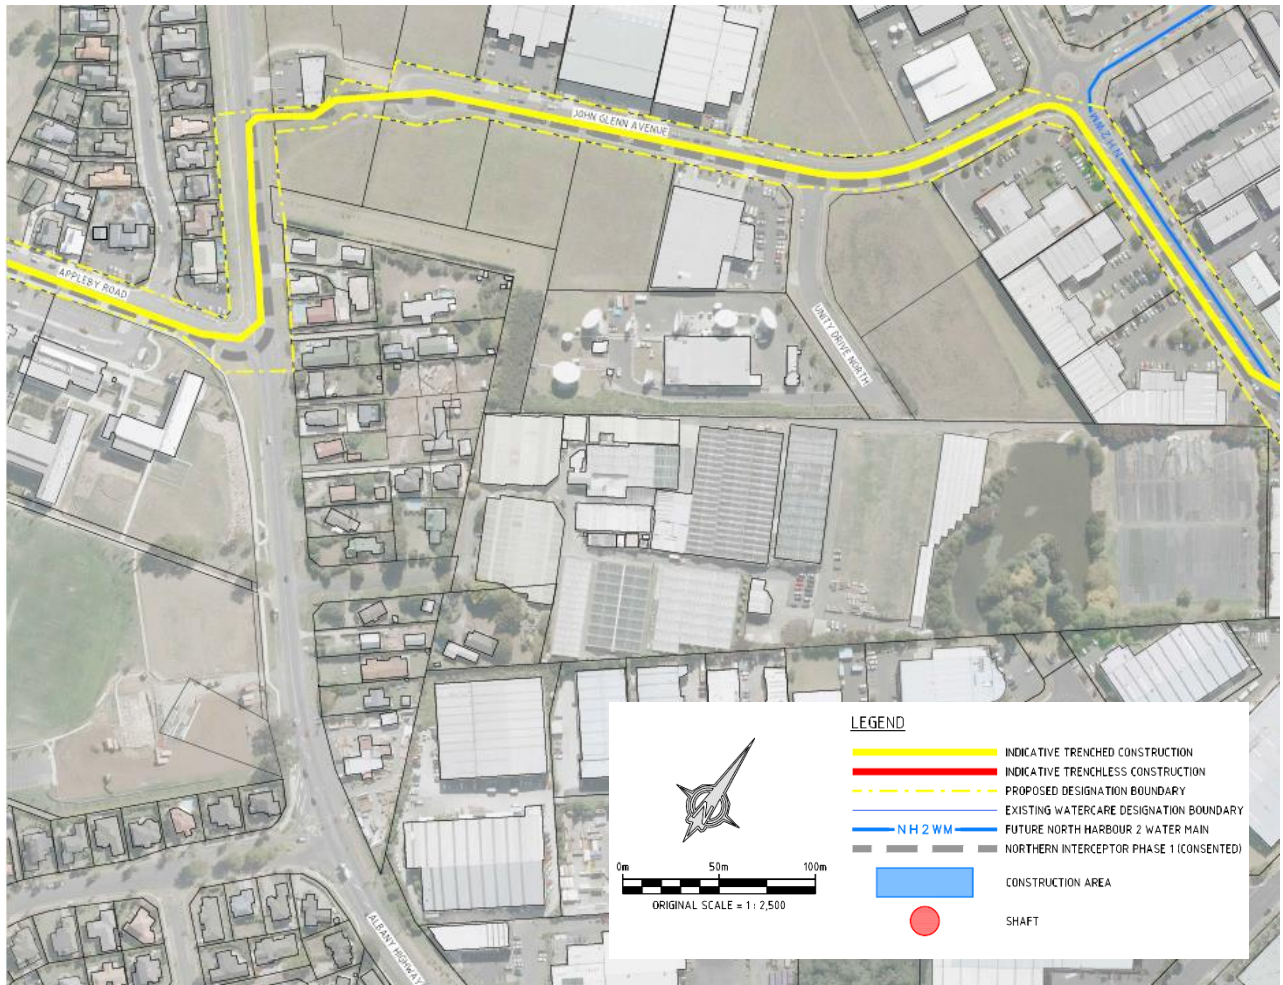 JOHN GLENN AVENUE
NH2WM
APPLEBY ROAD
UNITY DRIVE NORTH
ALBANY HIGHWAY
LEGEND
INDICATIVE TRENCHED CONSTRUCTION
INDICATIVE TRENCHLESS CONSTRUCTION
PROPOSED DESIGNATION BOUNDARY
EXISTING WATERCARE DESIGNATION BOUNDARY
NH2WM FUTURE NORTH HARBOUR 2 WATER MAIN
NORTHERN INTERCEPTOR PHASE 1 (CONSENTED)
CONSTRUCTION AREA
SHAFT
N
0m 50m 100m
ORIGINAL SCALE = 1: 2,500